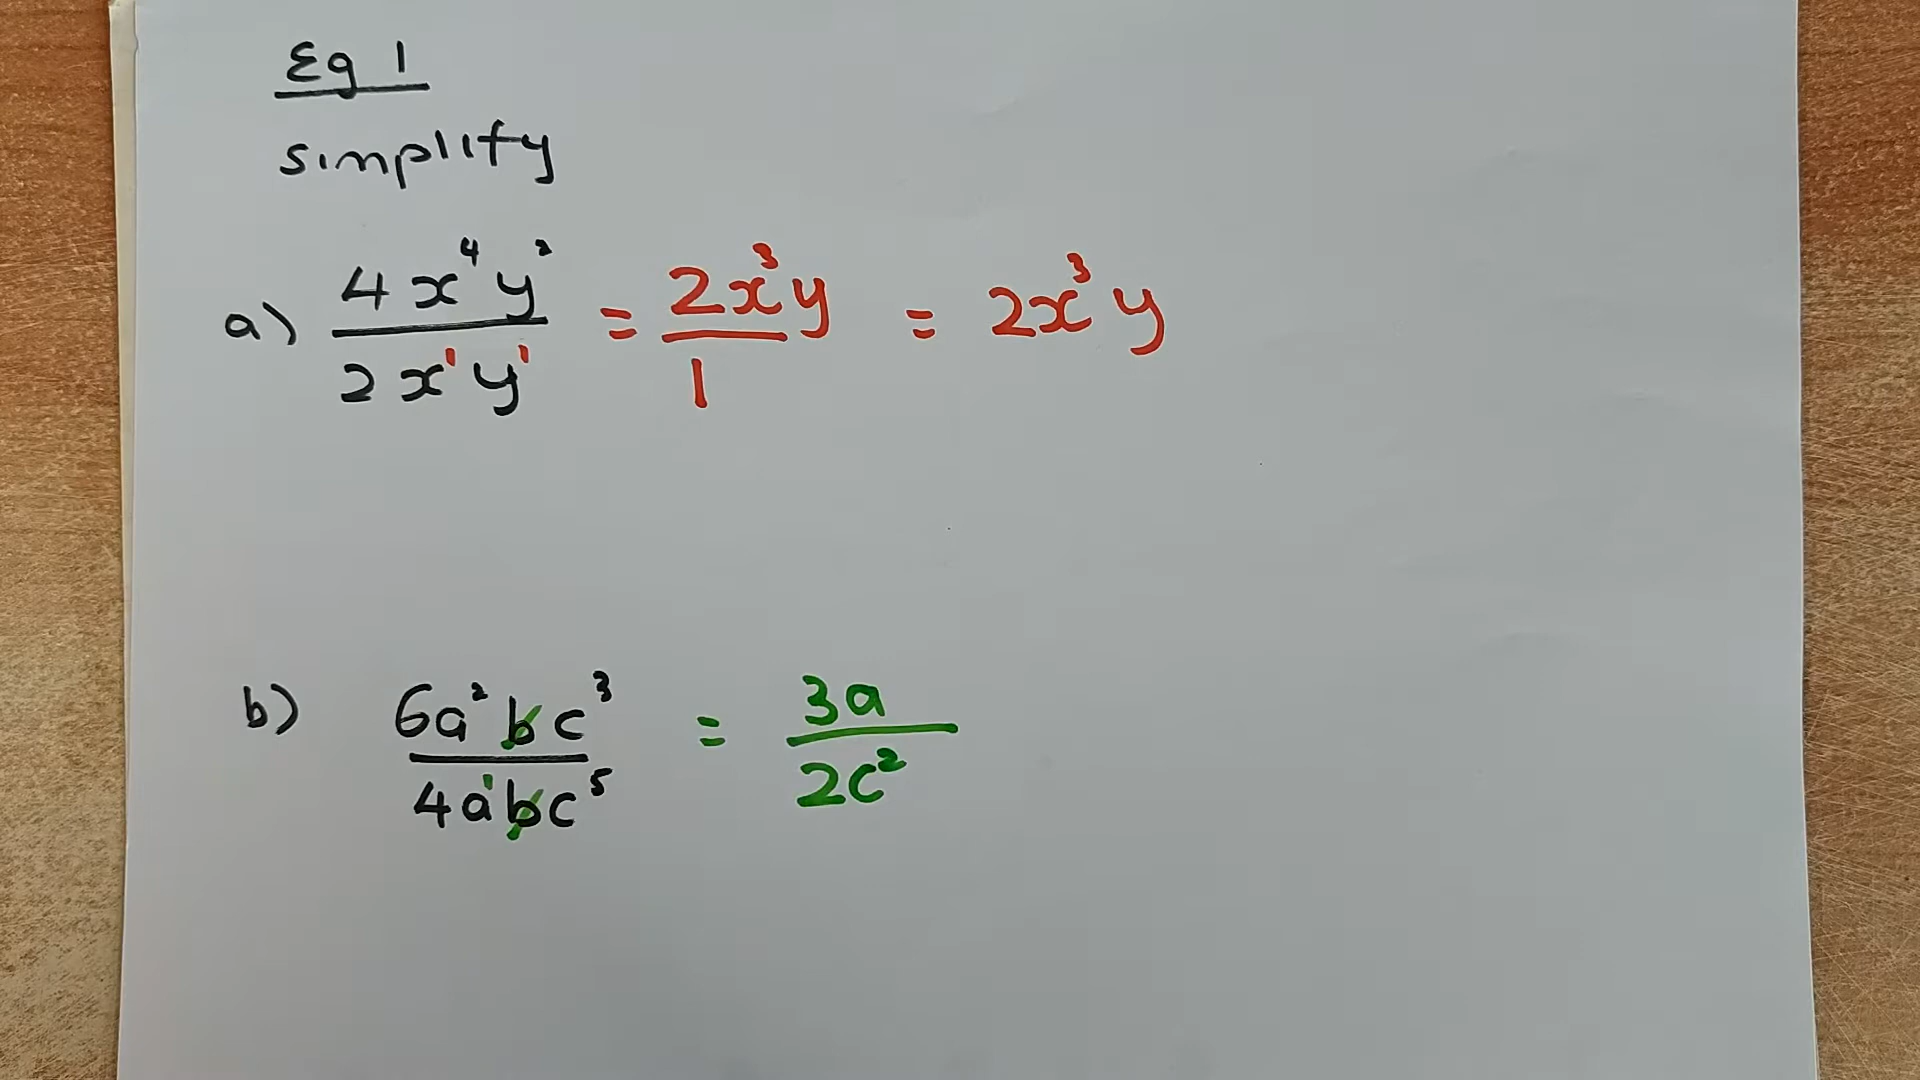 Eg 1
simplify
a) 4x⁴y² / 2x¹y¹ = 2x³y / 1 = 2x³y
b) 6a²bc³ / 4a¹bc⁵ = 3a / 2c²